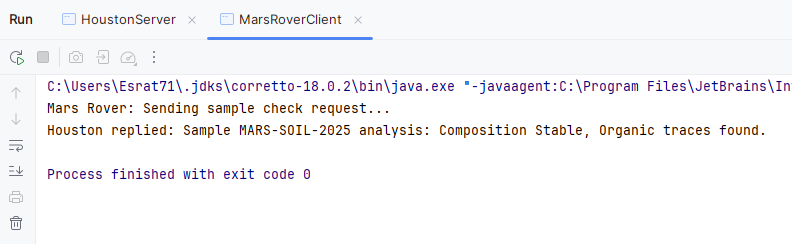 Run HoustonServer × MarsRoverClient ×
C:\Users\Esrat71\.jdks\corretto-18.0.2\bin\java.exe "-javaagent:C:\Program Files\JetBrains\In
Mars Rover: Sending sample check request...
Houston replied: Sample MARS-SOIL-2025 analysis: Composition Stable, Organic traces found.
Process finished with exit code 0